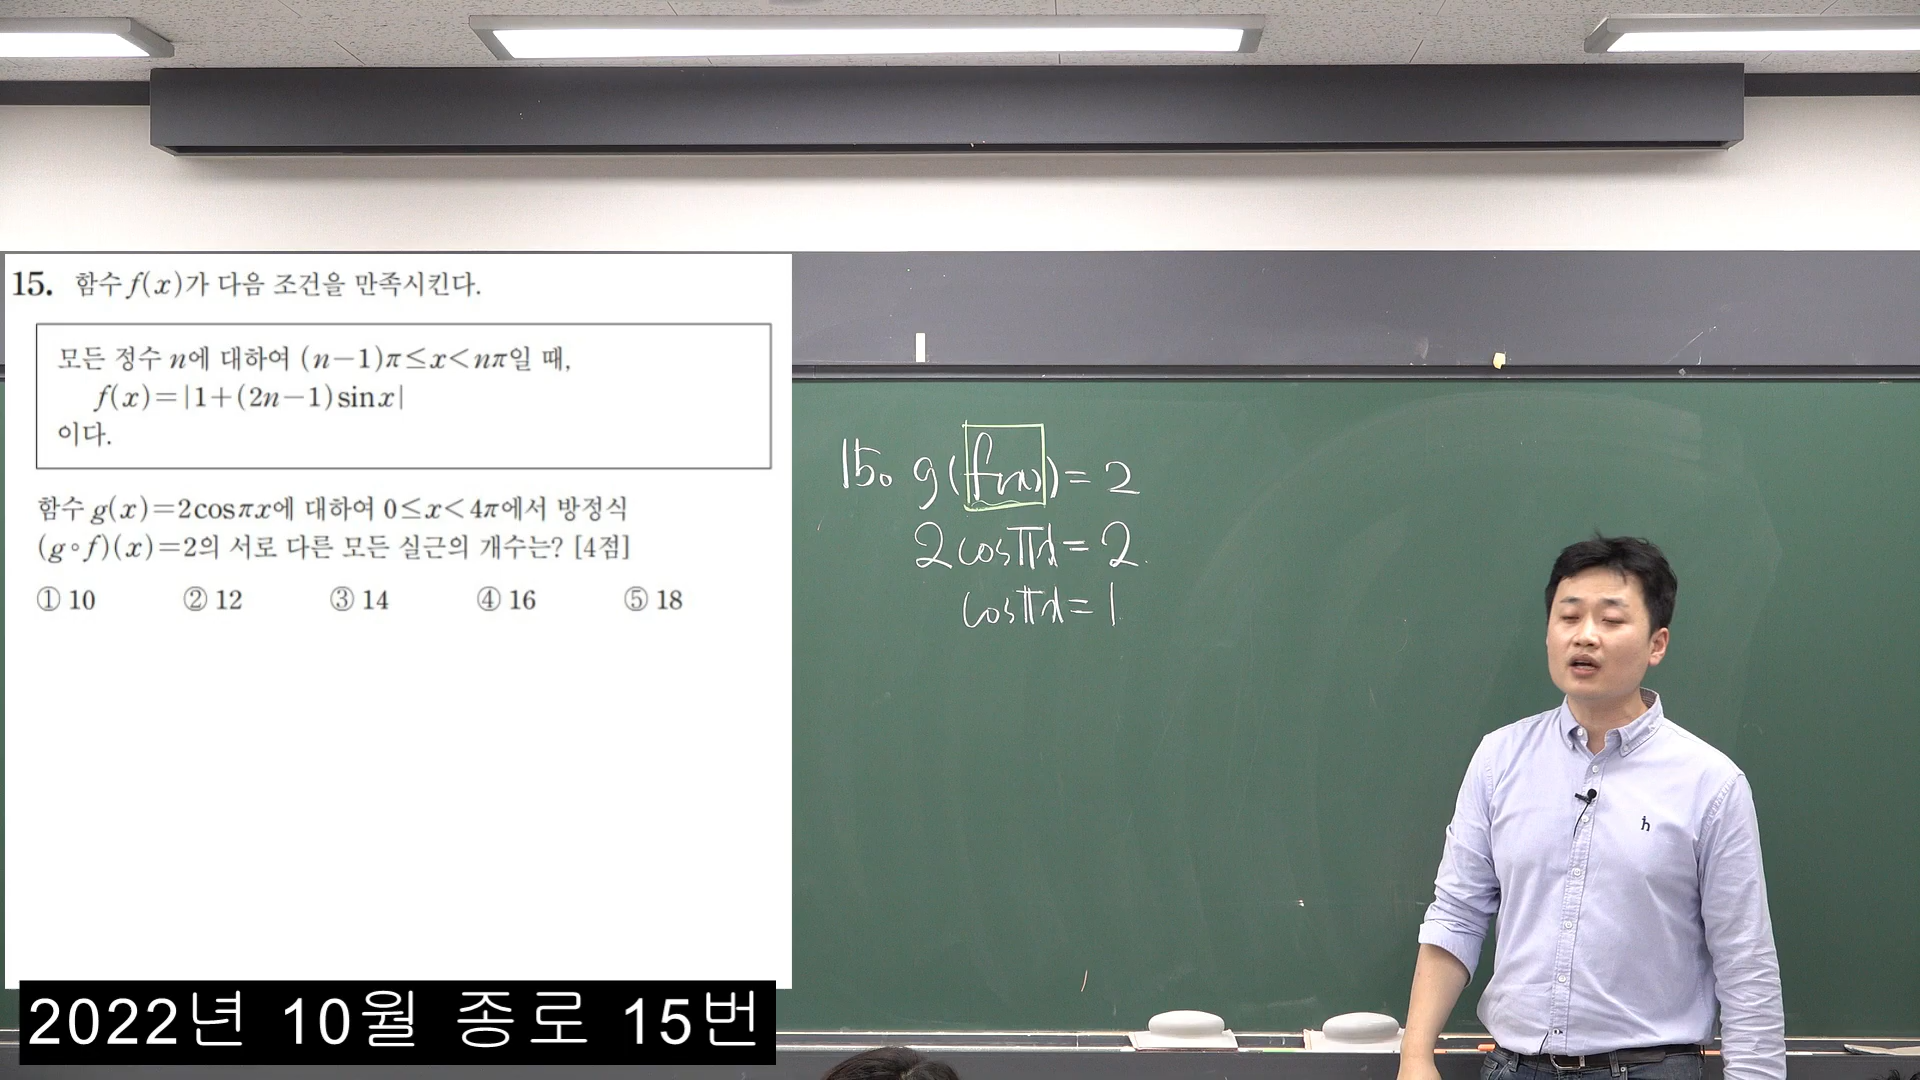 15. 함수 f(x)가 다음 조건을 만족시킨다.
모든 정수 n에 대하여 (n-1)π≤x<nπ일 때,
f(x)=|1+(2n-1)sinx|
이다.
함수 g(x)=2cosπx에 대하여 0≤x<4π에서 방정식
(g∘f)(x)=2의 서로 다른 모든 실근의 개수는? [4점]
① 10 ② 12 ③ 14 ④ 16 ⑤ 18
2022년 10월 종로 15번
15. g(f(x))=2
2cosπx=2
cosπx=1
h